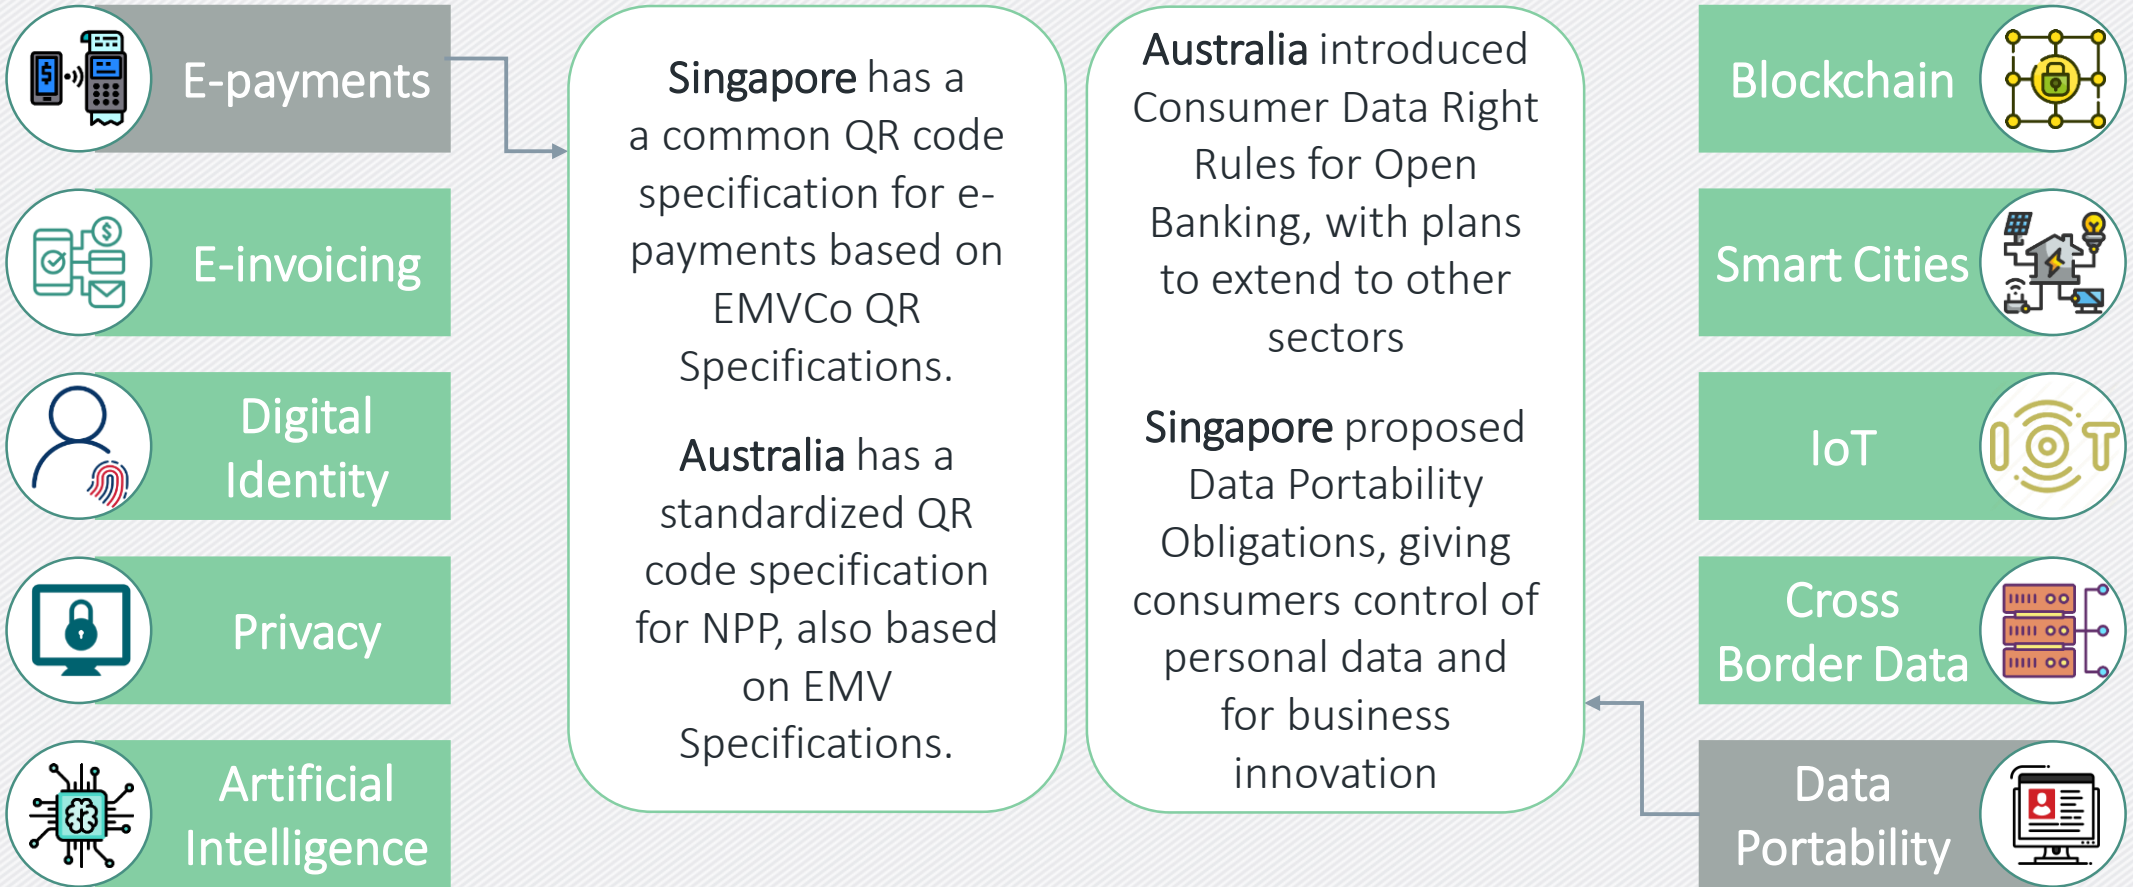 E-payments
E-invoicing
Digital
Identity
Privacy
Artificial
Intelligence
Singapore has a
a common QR code
specification for e-
payments based on
EMVCo QR
Specifications.
Australia has a
standardized QR
code specification
for NPP, also based
on EMV
Specifications.
Australia introduced
Consumer Data Right
Rules for Open
Banking, with plans
to extend to other
sectors
Singapore proposed
Data Portability
Obligations, giving
consumers control of
personal data and
for business
innovation
Blockchain
Smart Cities
IoT
IOT
Cross
Border Data
Data
Portability